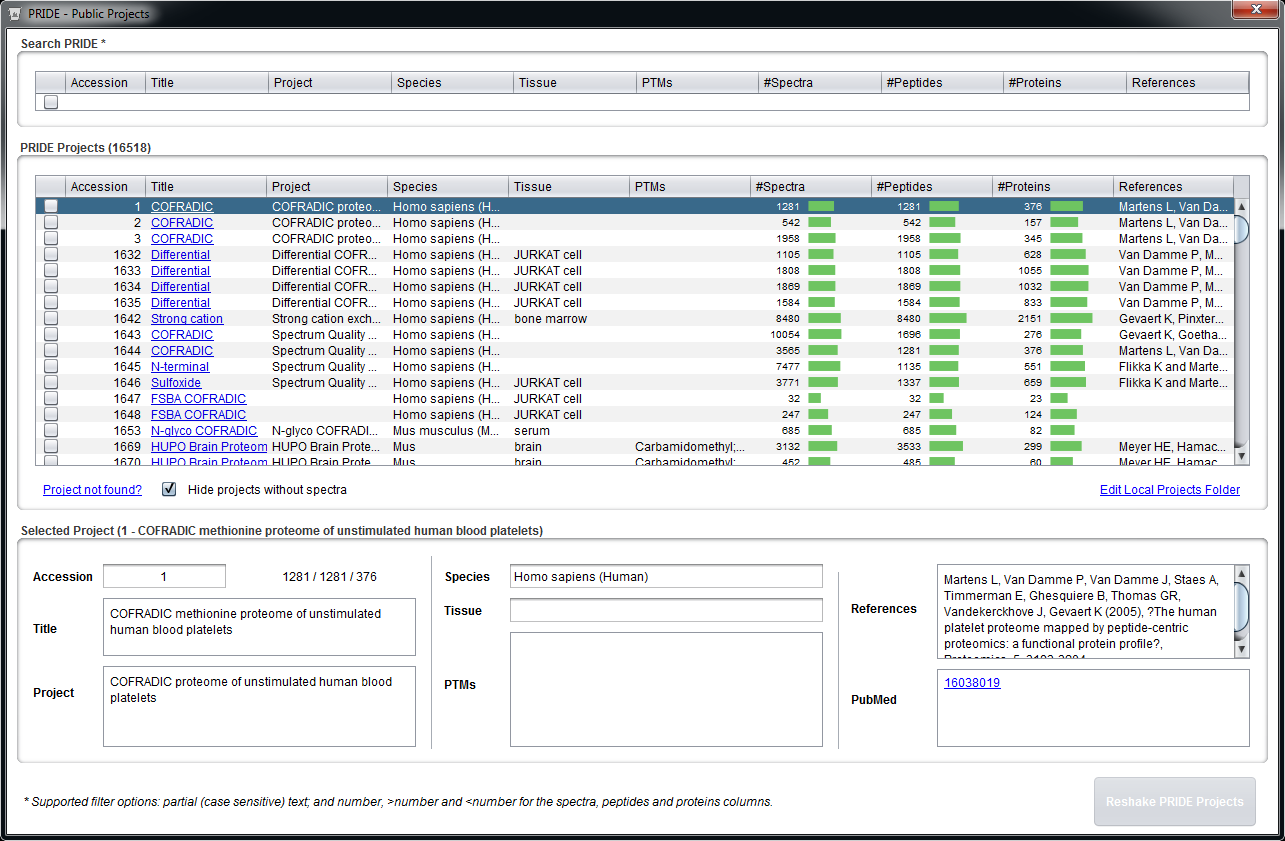 PRIDE - Public Projects
Search PRIDE *
Accession Title Project Species Tissue PTMs #Spectra #Peptides #Proteins References
PRIDE Projects (16518)
Accession Title Project Species Tissue PTMs #Spectra #Peptides #Proteins References
1 COFRADIC COFRADIC proteo... Homo sapiens (H... 1281 1281 376 Martens L, Van Da...
2 COFRADIC COFRADIC proteo... Homo sapiens (H... 542 542 157 Martens L, Van Da...
3 COFRADIC COFRADIC proteo... Homo sapiens (H... 1958 1958 345 Martens L, Van Da...
1632 Differential Differential COFR... Homo sapiens (H... JURKAT cell 1105 1105 628 Van Damme P, M...
1633 Differential Differential COFR... Homo sapiens (H... JURKAT cell 1808 1808 1055 Van Damme P, M...
1634 Differential Differential COFR... Homo sapiens (H... JURKAT cell 1869 1869 1032 Van Damme P, M...
1635 Differential Differential COFR... Homo sapiens (H... JURKAT cell 1584 1584 833 Van Damme P, M...
1642 Strong cation Strong cation exch... Homo sapiens (H... bone marrow 8480 8480 2151 Gevaert K, Pinxter...
1643 COFRADIC Spectrum Quality ... Homo sapiens (H... 10054 1696 276 Gevaert K, Goetha...
1644 COFRADIC Spectrum Quality ... Homo sapiens (H... 3565 1281 376 Martens L, Van Da...
1645 N-terminal Spectrum Quality ... Homo sapiens (H... 7477 1135 551 Flikka K and Marte...
1646 Sulfoxide Spectrum Quality ... Homo sapiens (H... JURKAT cell 3771 1337 659 Flikka K and Marte...
1647 FSBA COFRADIC Homo sapiens (H... JURKAT cell 32 32 23
1648 FSBA COFRADIC Homo sapiens (H... JURKAT cell 247 247 124
1653 N-glyco COFRADIC N-glyco COFRADI... Mus musculus (M... serum 685 685 82
1669 HUPO Brain Proteom HUPO Brain Prote... Mus brain Carbamidomethyl;... 3132 3533 299 Meyer HE, Hamac...
1670 HUPO Brain Proteom HUPO Brain Prote... Mus brain Carbamidomethyl;... 452 485 60 Meyer HE, Hamac...
Project not found? Hide projects without spectra Edit Local Projects Folder
Selected Project (1 - COFRADIC methionine proteome of unstimulated human blood platelets)
Accession 1 1281 / 1281 / 376
Title COFRADIC methionine proteome of unstimulated
human blood platelets
Project COFRADIC proteome of unstimulated human blood
platelets
Species Homo sapiens (Human)
Tissue
PTMs
References Martens L, Van Damme P, Van Damme J, Staes A,
Timmerman E, Ghesquiere B, Thomas GR,
Vandekerckhove J, Gevaert K (2005), ?The human
platelet proteome mapped by peptide-centric
proteomics: a functional protein profile?,
PubMed 16038019
* Supported filter options: partial (case sensitive) text; and number, >number and <number for the spectra, peptides and proteins columns.
Reshake PRIDE Projects